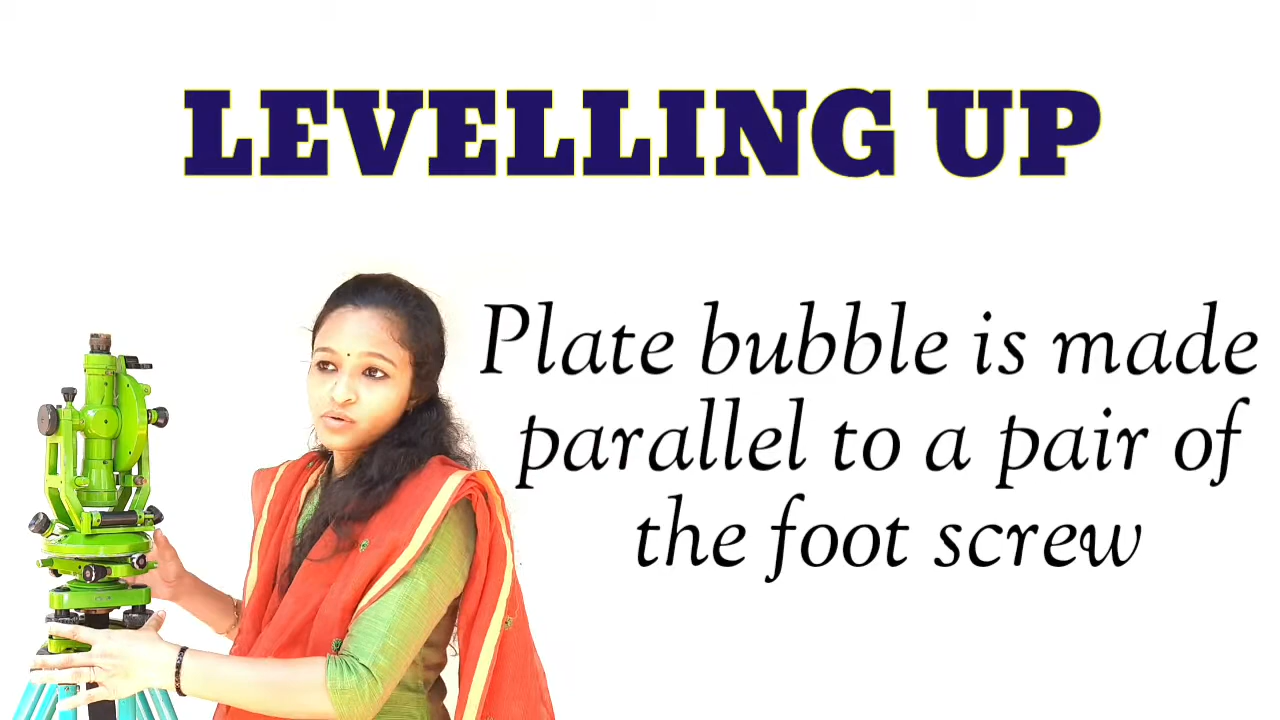 LEVELLING UP
Plate bubble is made
parallel to a pair of
the foot screw